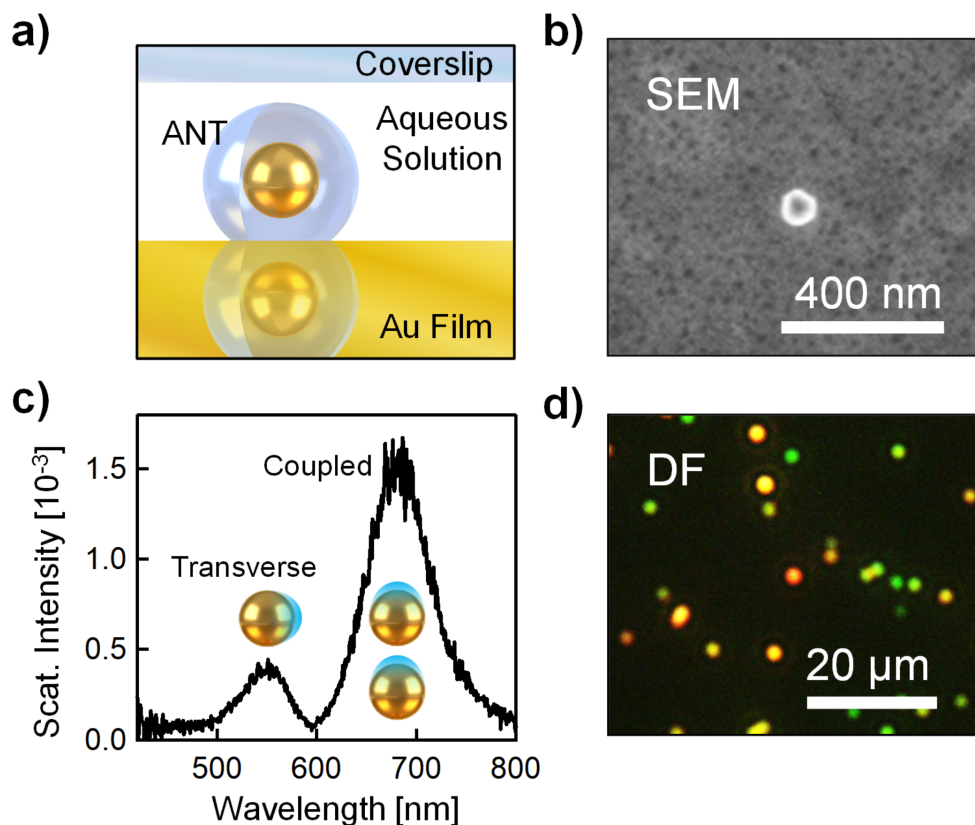 a)
Coverslip
ANT
Aqueous
Solution
Au Film
b)
SEM
400 nm
c)
Scat. Intensity [10⁻³]
1.5
1.0
0.5
0.0
Coupled
Transverse
500 600 700 800
Wavelength [nm]
d)
DF
20 µm